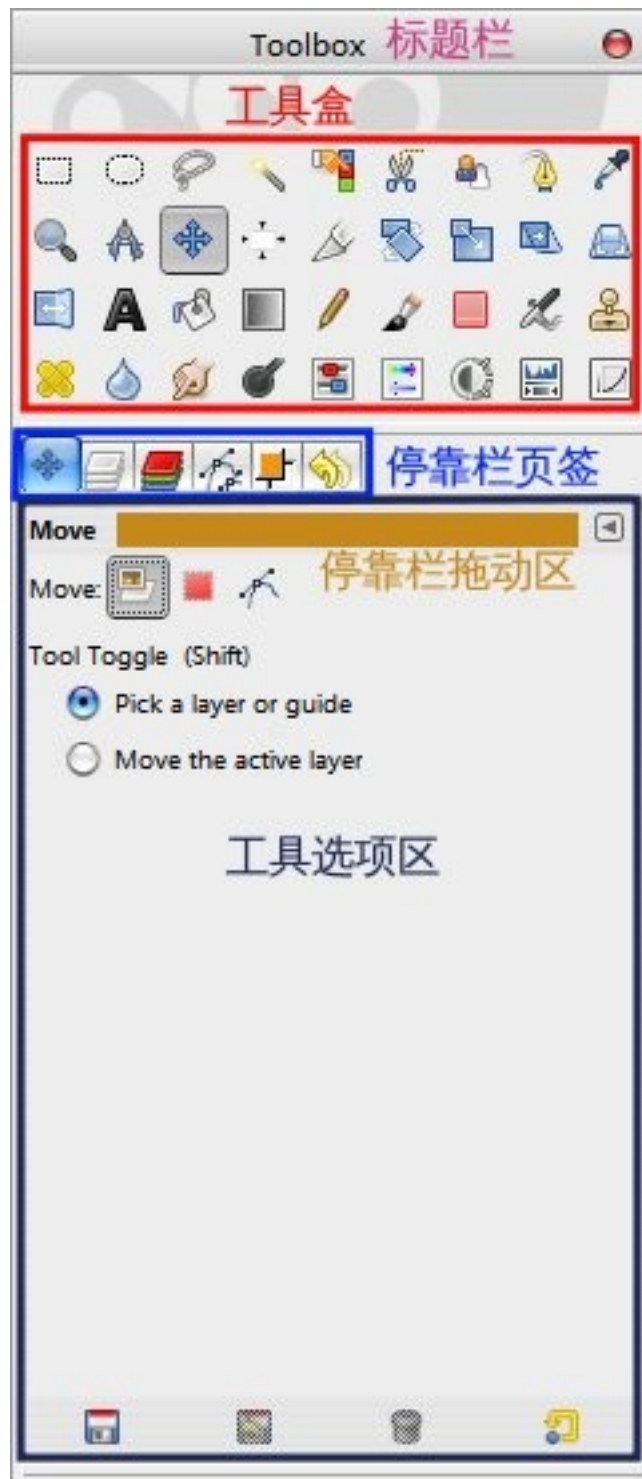 Toolbox 标题栏
工具盒
停靠栏页签
Move
停靠栏拖动区
Move:
Tool Toggle (Shift)
Pick a layer or guide
Move the active layer
工具选项区